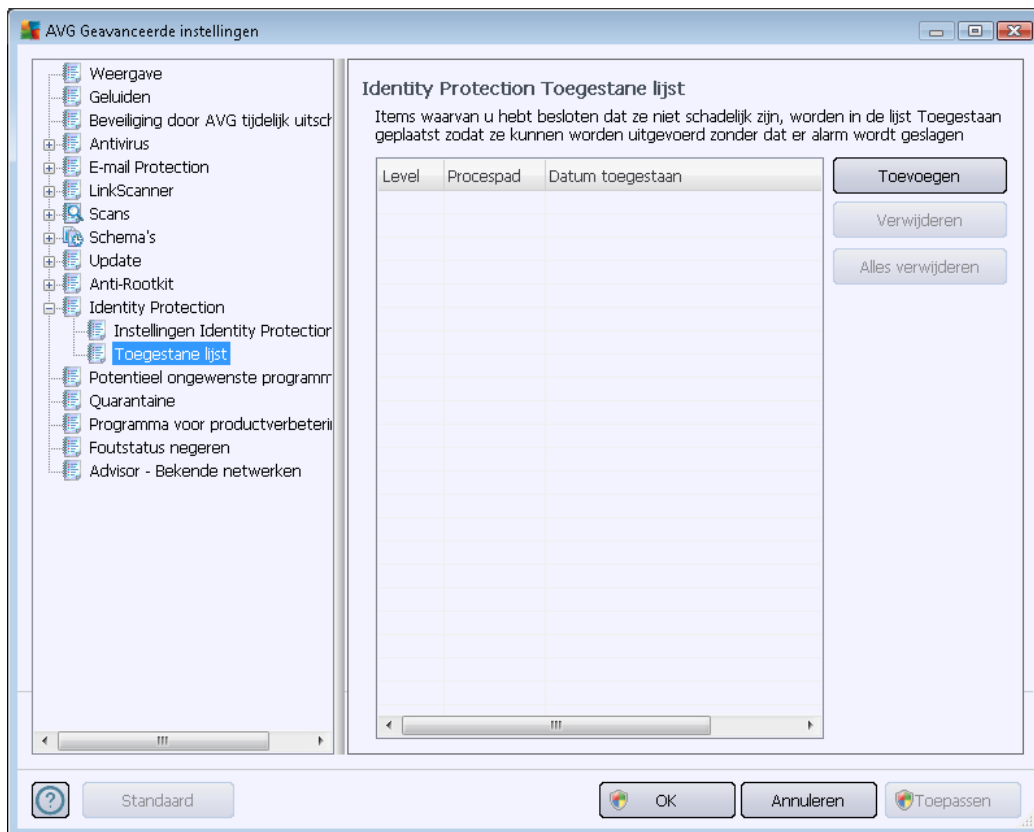 AVG Geavanceerde instellingen
Weergave
Geluiden
Beveiliging door AVG tijdelijk uitsch
Antivirus
E-mail Protection
LinkScanner
Scans
Schema's
Update
Anti-Rootkit
Identity Protection
Instellingen Identity Protection
Toegestane lijst
Potentieel ongewenste programm
Quarantaine
Programma voor productverbeteri
Foutstatus negeren
Advisor - Bekende netwerken
Identity Protection Toegestane lijst
Items waarvan u hebt besloten dat ze niet schadelijk zijn, worden in de lijst Toegestaan
geplaatst zodat ze kunnen worden uitgevoerd zonder dat er alarm wordt geslagen
Level Procespad Datum toegestaan
Toevoegen
Verwijderen
Alles verwijderen
Standaard
OK
Annuleren
Toepassen